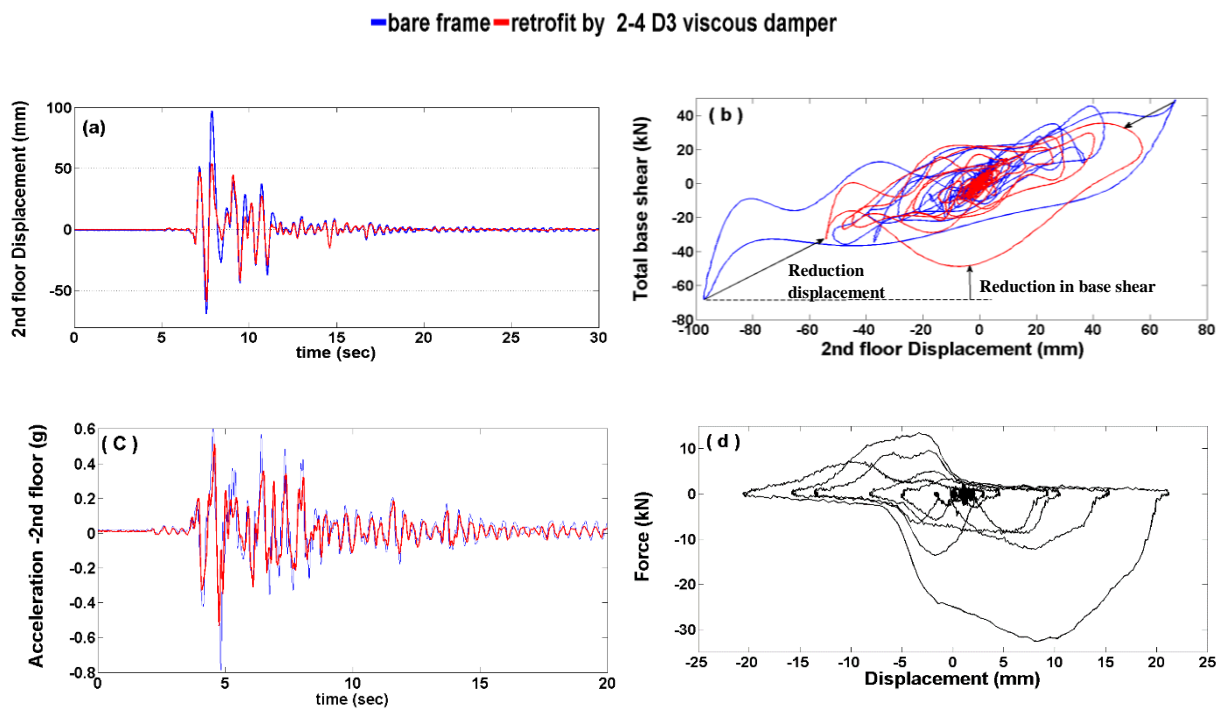 bare frame retrofit by 2-4 D3 viscous damper
(a)
2nd floor Displacement (mm)
100
50
0
-50
0 5 10 15 20 25 30
time (sec)
( b )
Total base shear (kN)
40
20
0
-20
-40
-60
-80
-100 -80 -60 -40 -20 0 20 40 60 80
2nd floor Displacement (mm)
Reduction
displacement
Reduction in base shear
( C )
Acceleration -2nd floor (g)
0.6
0.4
0.2
0
-0.2
-0.4
-0.6
-0.8
0 5 10 15 20
time (sec)
( d )
Force (kN)
10
0
-10
-20
-30
-25 -20 -15 -10 -5 0 5 10 15 20 25
Displacement (mm)